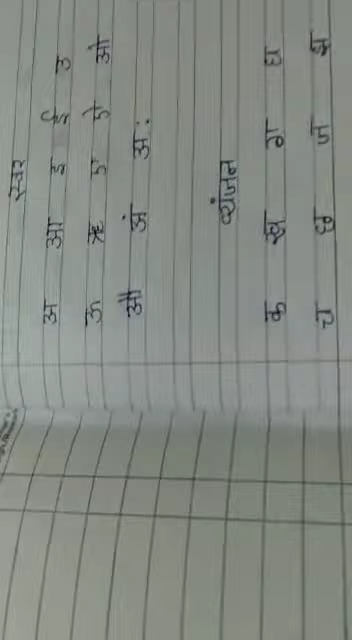 स्वर
अ आ इ ई उ
ऊ ऋ ए ऐ ओ
औ अं अः
व्यंजन
क ख ग घ
च छ ज झ